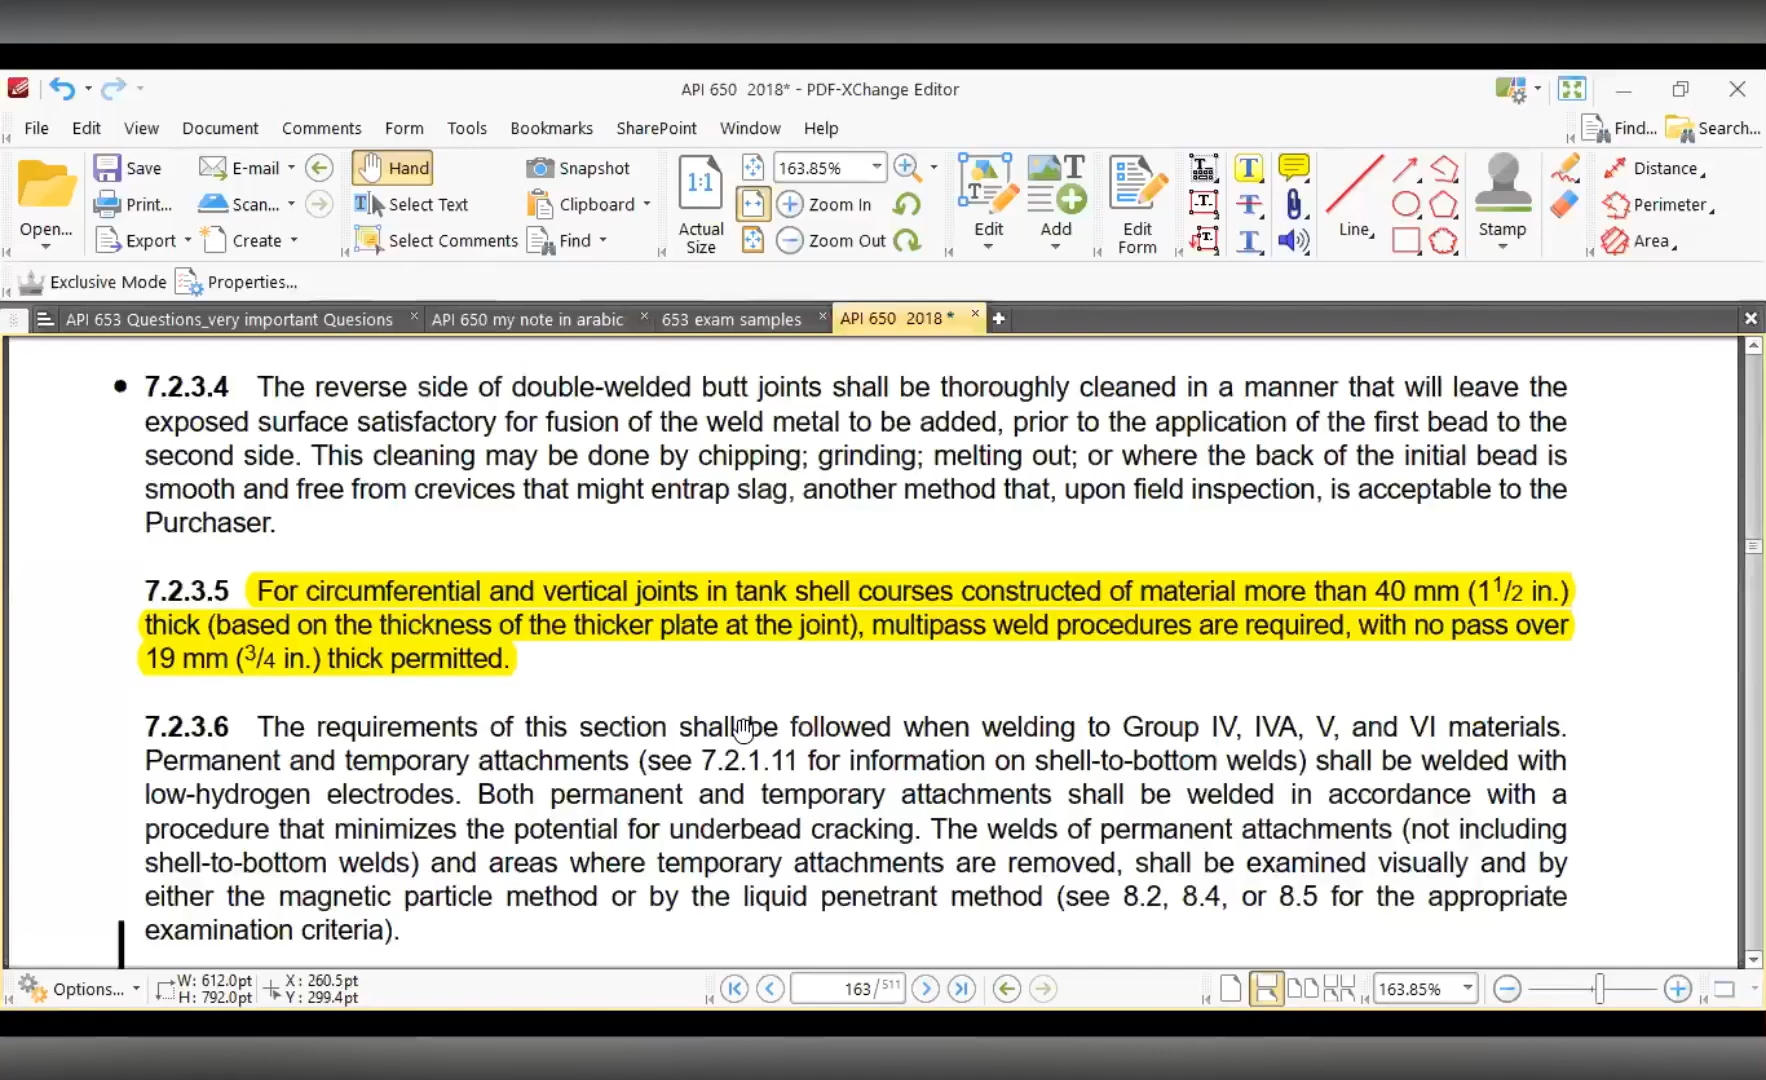 API 650 2018* - PDF-XChange Editor
File Edit View Document Comments Form Tools Bookmarks SharePoint Window Help
Find... Search...
Open...
Save E-mail Hand Snapshot 163.85% Distance
Print... Scan... Select Text Clipboard Zoom In Perimeter
Export Create Select Comments Find Zoom Out Area
1:1 Actual Size Edit Add Edit Form Line Stamp
Exclusive Mode Properties...
API 653 Questions_very important Quesions API 650 my note in arabic 653 exam samples API 650 2018 *
• 7.2.3.4 The reverse side of double-welded butt joints shall be thoroughly cleaned in a manner that will leave the
exposed surface satisfactory for fusion of the weld metal to be added, prior to the application of the first bead to the
second side. This cleaning may be done by chipping; grinding; melting out; or where the back of the initial bead is
smooth and free from crevices that might entrap slag, another method that, upon field inspection, is acceptable to the
Purchaser.
7.2.3.5 For circumferential and vertical joints in tank shell courses constructed of material more than 40 mm (1 1/2 in.)
thick (based on the thickness of the thicker plate at the joint), multipass weld procedures are required, with no pass over
19 mm (3/4 in.) thick permitted.
7.2.3.6 The requirements of this section shall be followed when welding to Group IV, IVA, V, and VI materials.
Permanent and temporary attachments (see 7.2.1.11 for information on shell-to-bottom welds) shall be welded with
low-hydrogen electrodes. Both permanent and temporary attachments shall be welded in accordance with a
procedure that minimizes the potential for underbead cracking. The welds of permanent attachments (not including
shell-to-bottom welds) and areas where temporary attachments are removed, shall be examined visually and by
either the magnetic particle method or by the liquid penetrant method (see 8.2, 8.4, or 8.5 for the appropriate
examination criteria).
Options... W: 612.0pt X: 260.5pt 163/511 163.85%
H: 792.0pt Y: 299.4pt